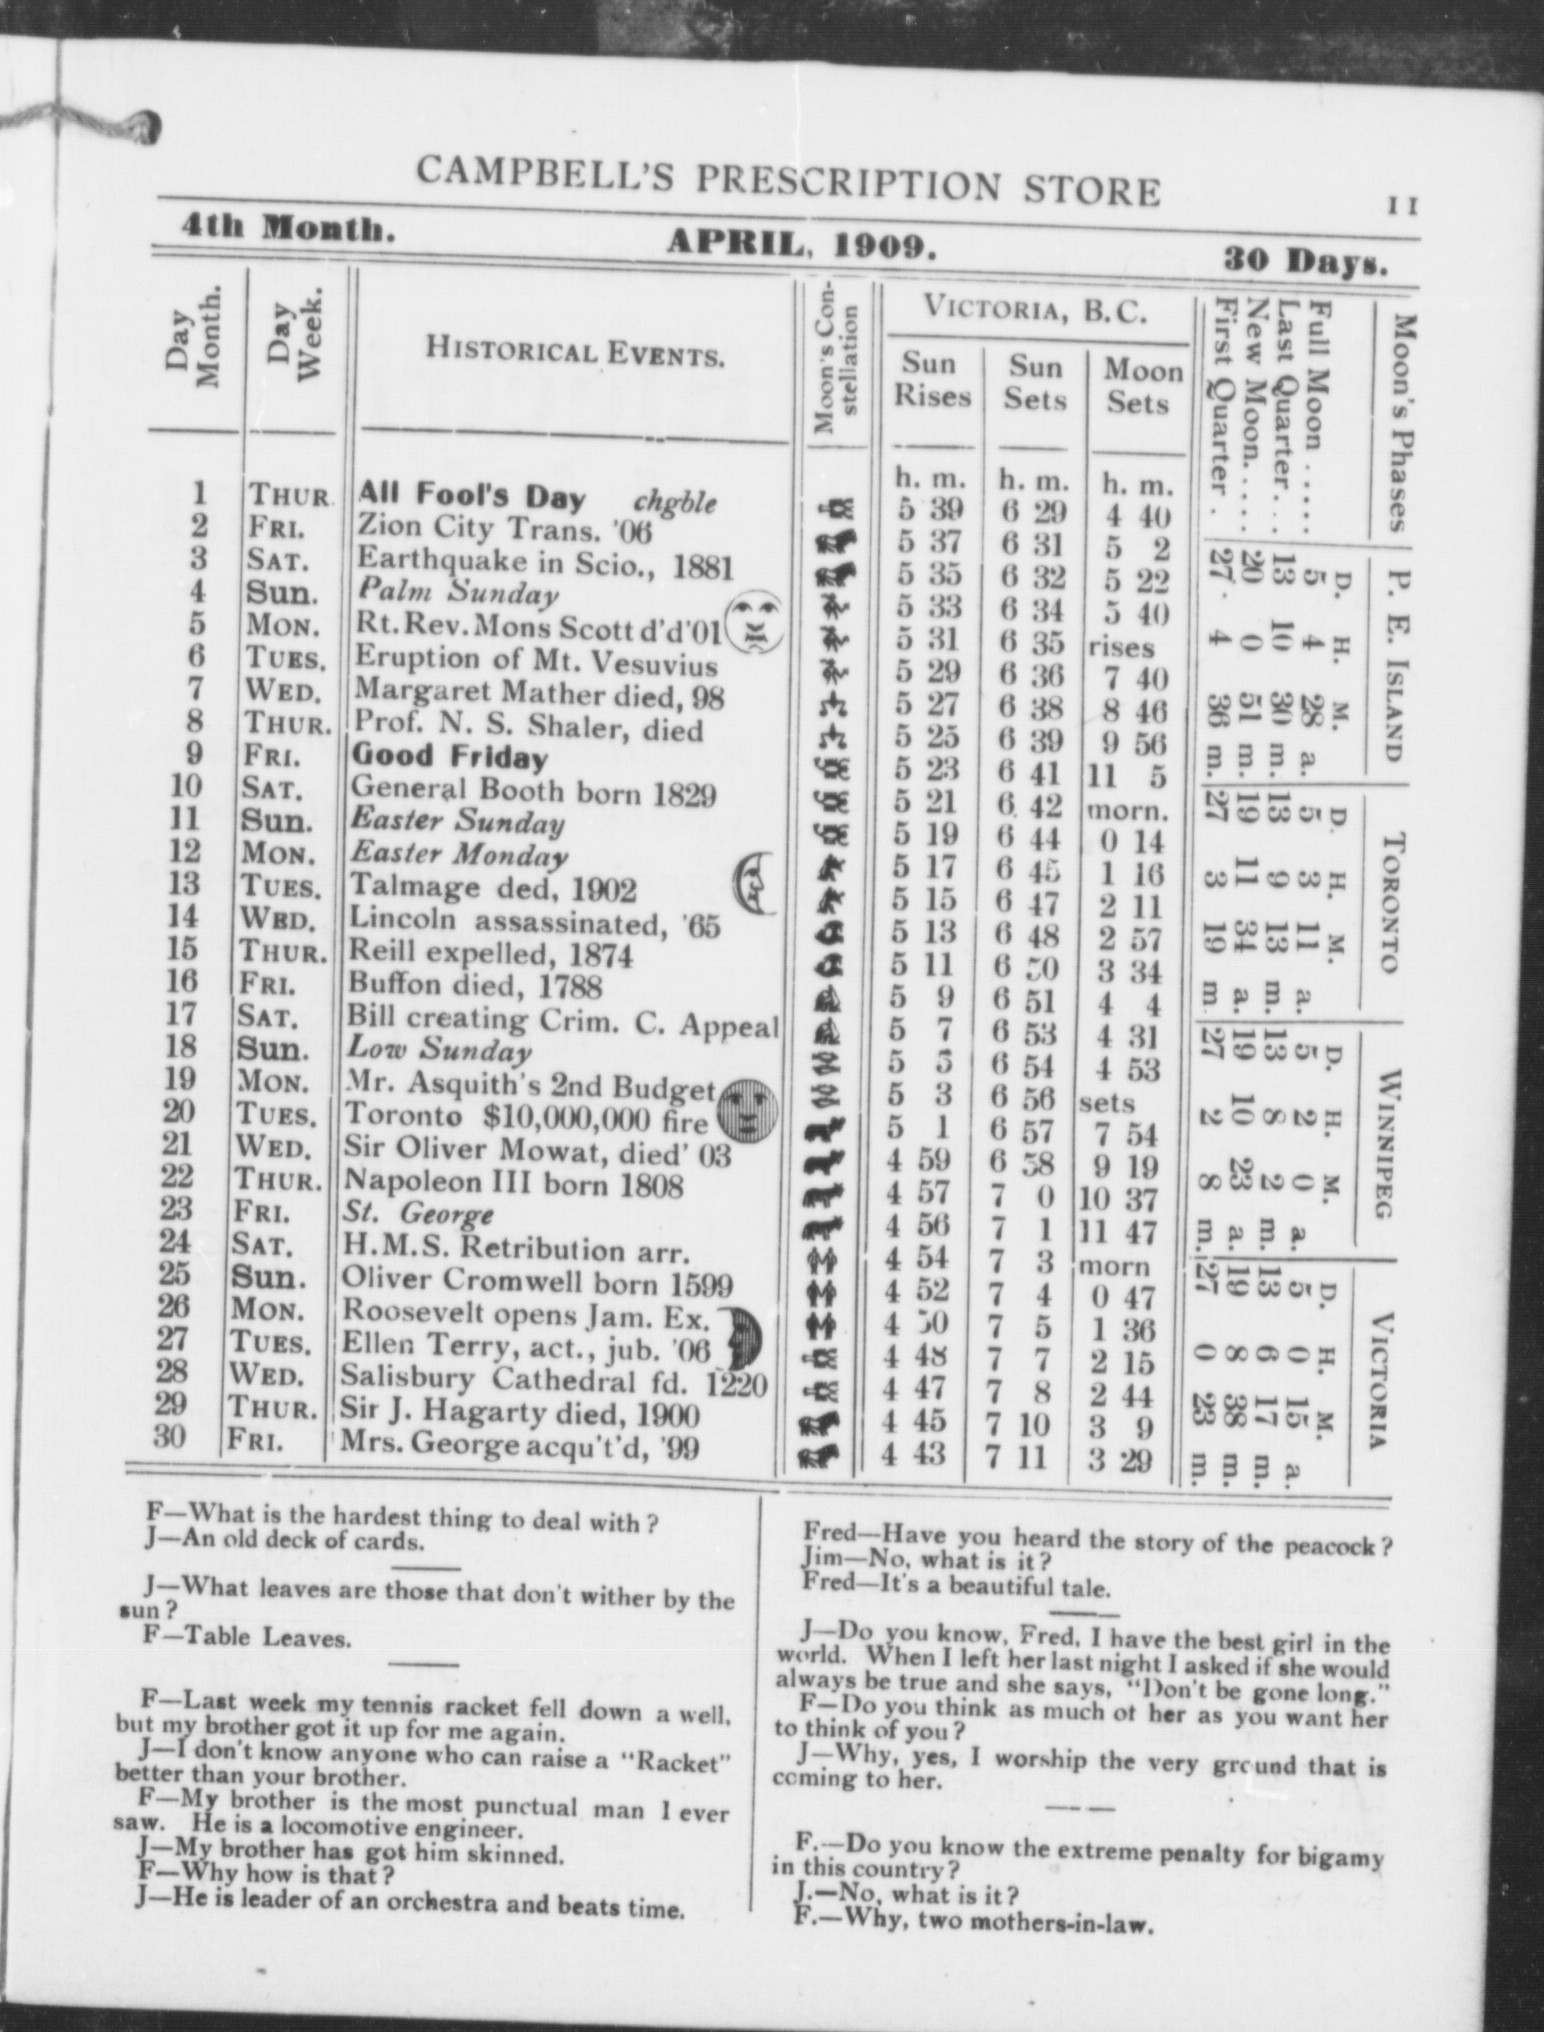 CAMPBELL'S PRESCRIPTION STORE 11
4th Month. APRIL, 1909. 30 Days.
Day Month. Day Week. HISTORICAL EVENTS. Moon's Constellation VICTORIA, B.C.
Sun Rises Sun Sets Moon Sets
h. m. h. m. h. m.
1 THUR. All Fool's Day chgble 5 39 6 29 4 40
2 FRI. Zion City Trans. '06 5 37 6 31 5 2
3 SAT. Earthquake in Scio., 1881 5 35 6 32 5 22
4 Sun. Palm Sunday 5 33 6 34 5 40
5 MON. Rt. Rev. Mons Scott d'd '01 5 31 6 35 rises
6 TUES. Eruption of Mt. Vesuvius 5 29 6 36 7 40
7 WED. Margaret Mather died, 98 5 27 6 38 8 46
8 THUR. Prof. N. S. Shaler, died 5 25 6 39 9 56
9 FRI. Good Friday 5 23 6 41 11 5
10 SAT. General Booth born 1829 5 21 6 42 morn.
11 Sun. Easter Sunday 5 19 6 44 0 14
12 MON. Easter Monday 5 17 6 45 1 16
13 TUES. Talmage ded, 1902 5 15 6 47 2 11
14 WED. Lincoln assassinated, '65 5 13 6 48 2 57
15 THUR. Reill expelled, 1874 5 11 6 50 3 34
16 FRI. Buffon died, 1788 5 9 6 51 4 4
17 SAT. Bill creating Crim. C. Appeal 5 7 6 53 4 31
18 Sun. Low Sunday 5 5 6 54 4 53
19 MON. Mr. Asquith's 2nd Budget 5 3 6 56 sets
20 TUES. Toronto $10,000,000 fire 5 1 6 57 7 54
21 WED. Sir Oliver Mowat, died' 03 4 59 6 58 9 19
22 THUR. Napoleon III born 1808 4 57 7 0 10 37
23 FRI. St. George 4 56 7 1 11 47
24 SAT. H.M.S. Retribution arr. 4 54 7 3 morn
25 Sun. Oliver Cromwell born 1599 4 52 7 4 0 47
26 MON. Roosevelt opens Jam. Ex. 4 50 7 5 1 36
27 TUES. Ellen Terry, act., jub. '06 4 48 7 7 2 15
28 WED. Salisbury Cathedral fd. 1220 4 47 7 8 2 44
29 THUR. Sir J. Hagarty died, 1900 4 45 7 10 3 9
30 FRI. Mrs. George acqu't'd, '99 4 43 7 11 3 29
Moon's Phases P. E. ISLAND TORONTO WINNIPEG VICTORIA
D. H. M. D. H. M. D. H. M. D. H. M.
Full Moon ..... 5 4 28 a. 5 3 11 a. 5 2 0 a. 5 0 15 a.
Last Quarter... 13 10 30 m. 13 9 13 m. 13 8 2 m. 13 6 17 m.
New Moon..... 20 0 51 m. 19 11 34 a. 19 10 23 a. 19 8 38 m.
First Quarter . 27 4 36 m. 27 3 19 m. 27 2 8 m. 27 0 23 m.
F—What is the hardest thing to deal with?
J—An old deck of cards.
J—What leaves are those that don't wither by the
sun?
F—Table Leaves.
F—Last week my tennis racket fell down a well,
but my brother got it up for me again.
J—I don't know anyone who can raise a "Racket"
better than your brother.
F—My brother is the most punctual man I ever
saw. He is a locomotive engineer.
J—My brother has got him skinned.
F—Why how is that?
J—He is leader of an orchestra and beats time.
Fred—Have you heard the story of the peacock?
Jim—No, what is it?
Fred—It's a beautiful tale.
J—Do you know, Fred, I have the best girl in the
world. When I left her last night I asked if she would
always be true and she says, "Don't be gone long."
F—Do you think as much of her as you want her
to think of you?
J—Why, yes, I worship the very ground that is
coming to her.
F.—Do you know the extreme penalty for bigamy
in this country?
J.—No, what is it?
F.—Why, two mothers-in-law.